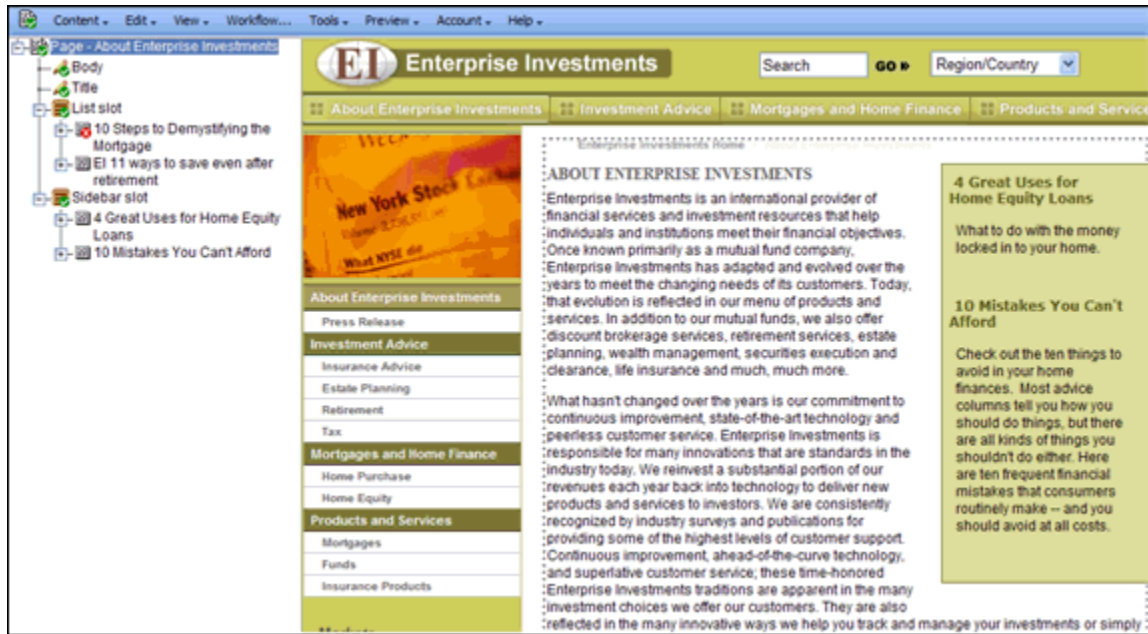 Content Edit View Workflow... Tools Preview Account Help
Page - About Enterprise Investments
Body
Title
List slot
10 Steps to Demystifying the
Mortgage
EI 11 ways to save even after
retirement
Sidebar slot
4 Great Uses for Home Equity
Loans
10 Mistakes You Can't Afford
EI Enterprise Investments
Search GO Region/Country
About Enterprise Investments Investment Advice Mortgages and Home Finance Products and Servic
New York Stock
What NYSE die
About Enterprise Investments
Press Release
Investment Advice
Insurance Advice
Estate Planning
Retirement
Tax
Mortgages and Home Finance
Home Purchase
Home Equity
Products and Services
Mortgages
Funds
Insurance Products
Markets
Enterprise Investments Home About Enterprise Investments
ABOUT ENTERPRISE INVESTMENTS
Enterprise Investments is an international provider of
financial services and investment resources that help
individuals and institutions meet their financial objectives.
Once known primarily as a mutual fund company,
Enterprise Investments has adapted and evolved over the
years to meet the changing needs of its customers. Today,
that evolution is reflected in our menu of products and
services. In addition to our mutual funds, we also offer
discount brokerage services, retirement services, estate
planning, wealth management, securities execution and
clearance, life insurance and much, much more.
What hasn't changed over the years is our commitment to
continuous improvement, state-of-the-art technology and
peerless customer service. Enterprise Investments is
responsible for many innovations that are standards in the
industry today. We reinvest a substantial portion of our
revenues each year back into technology to deliver new
products and services to investors. We are consistently
recognized by industry surveys and publications for
providing some of the highest levels of customer support.
Continuous improvement, ahead-of-the-curve technology,
and superlative customer service; these time-honored
Enterprise Investments traditions are apparent in the many
investment choices we offer our customers. They are also
reflected in the many innovative ways we help you track and manage your investments or simply
4 Great Uses for
Home Equity Loans
What to do with the money
locked in to your home.
10 Mistakes You Can't
Afford
Check out the ten things to
avoid in your home
finances. Most advice
columns tell you how you
should do things, but there
are all kinds of things you
shouldn't do either. Here
are ten frequent financial
mistakes that consumers
routinely make -- and you
should avoid at all costs.